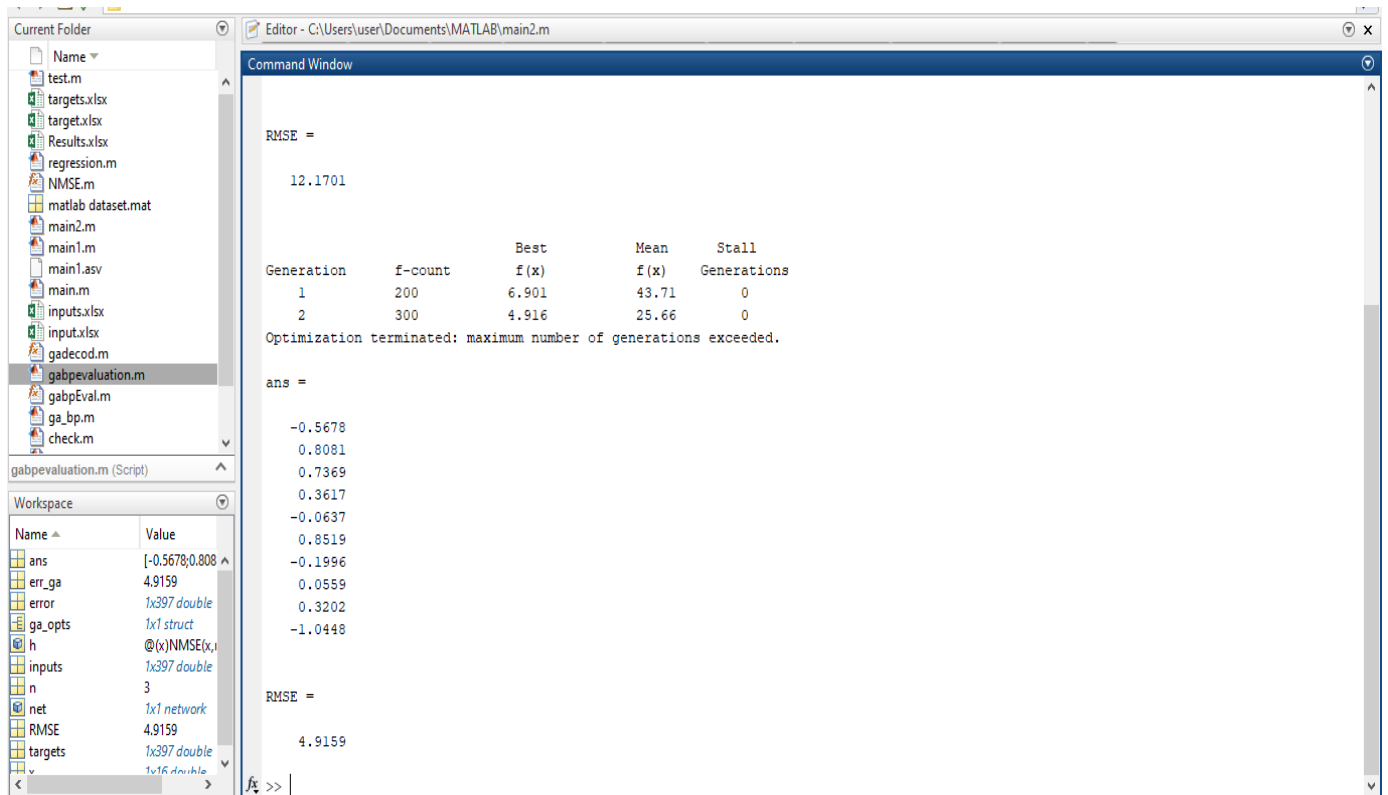 Current Folder
Name
test.m
targets.xlsx
target.xlsx
Results.xlsx
regression.m
NMSE.m
matlab dataset.mat
main2.m
main1.m
main1.asv
main.m
inputs.xlsx
input.xlsx
gadecod.m
gabpevaluation.m
gabpEval.m
ga_bp.m
check.m
gabpevaluation.m (Script)
Workspace
Name Value
ans [-0.5678;0.808
err_ga 4.9159
error 1x397 double
ga_opts 1x1 struct
h @(x)NMSE(x,
inputs 1x397 double
n 3
net 1x1 network
RMSE 4.9159
targets 1x397 double
1x16 double
Editor - C:\Users\user\Documents\MATLAB\main2.m
Command Window
RMSE =
12.1701
Best Mean Stall
Generation f-count f(x) f(x) Generations
1 200 6.901 43.71 0
2 300 4.916 25.66 0
Optimization terminated: maximum number of generations exceeded.
ans =
-0.5678
0.8081
0.7369
0.3617
-0.0637
0.8519
-0.1996
0.0559
0.3202
-1.0448
RMSE =
4.9159
fx >>